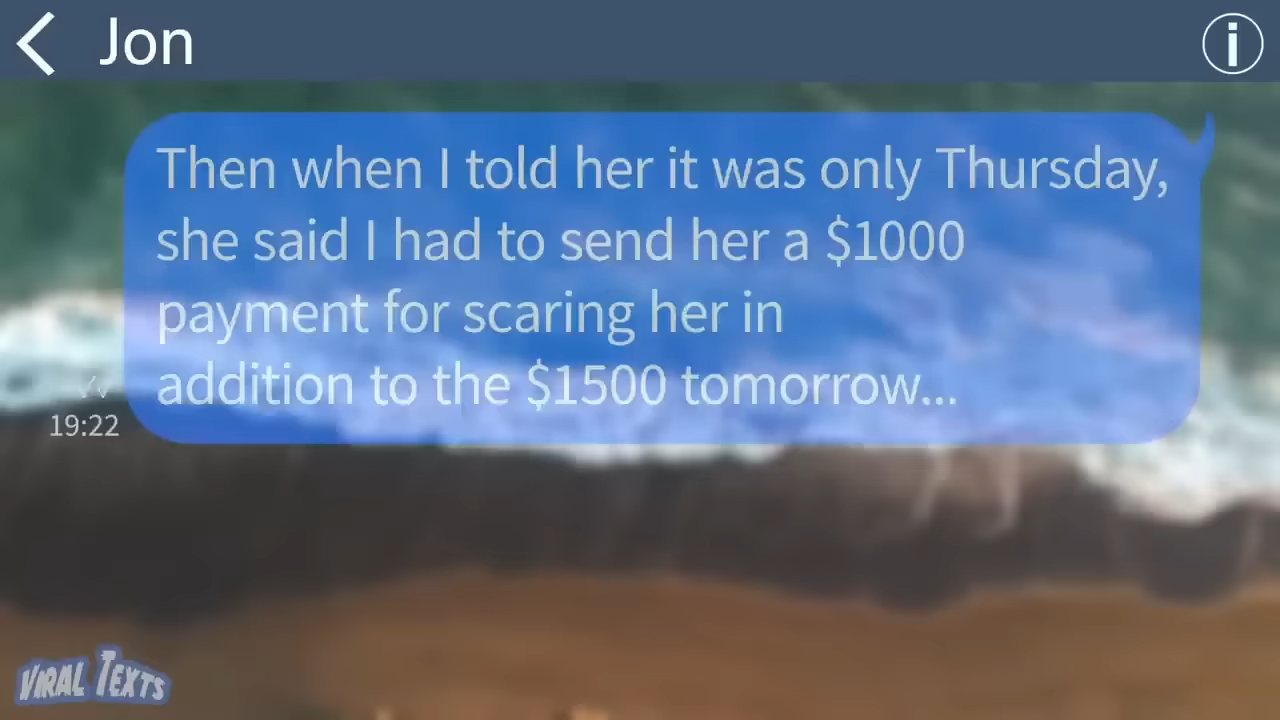 Jon
Then when I told her it was only Thursday,
she said I had to send her a $1000
payment for scaring her in
addition to the $1500 tomorrow...
19:22
VIRAL TEXTS